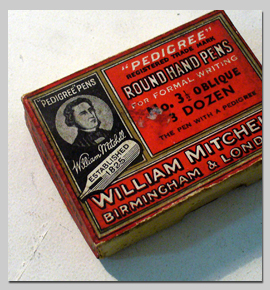 "PEDIGREE" PENS
William Mitchell
ESTABLISHED
1825
"PEDIGREE"
REGISTERED TRADE MARK
ROUND HAND PENS
FOR FORMAL WRITING
No. 3½ OBLIQUE
3 DOZEN
THE PEN WITH A PEDIGREE
WILLIAM MITCHEL
BIRMINGHAM & LOND